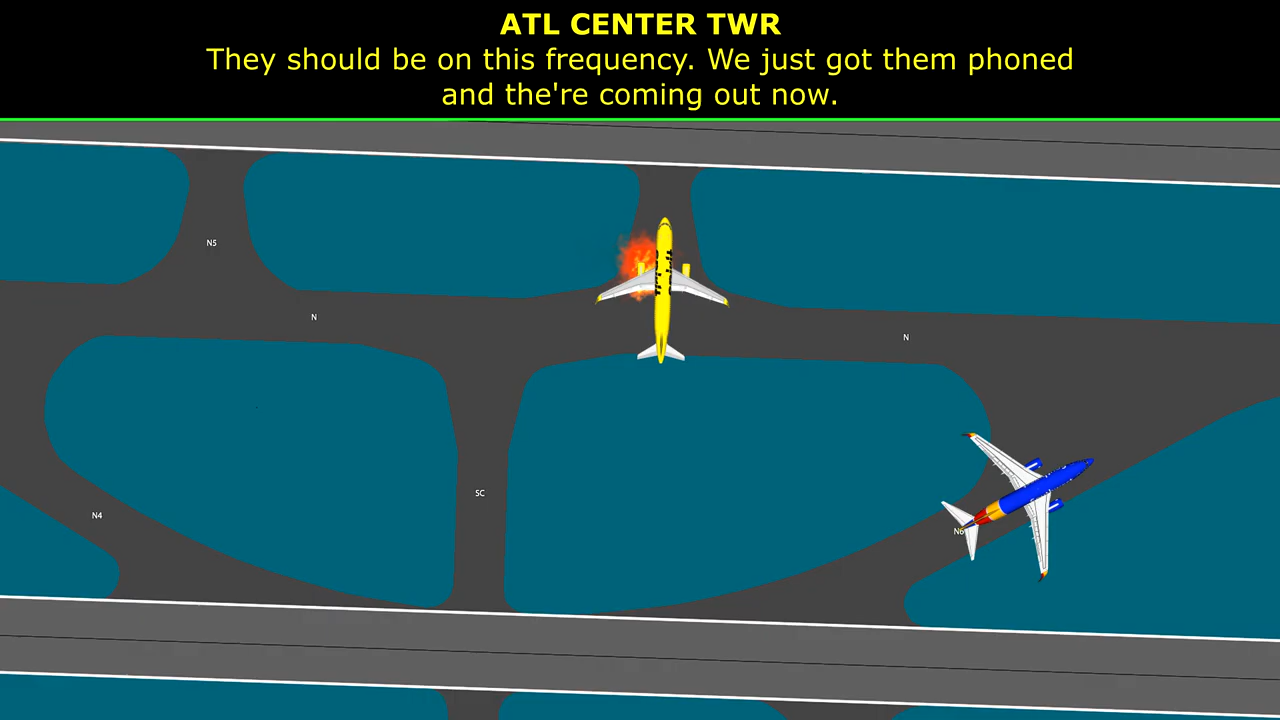 ATL CENTER TWR
They should be on this frequency. We just got them phoned
and the're coming out now.
N5
N
N
SC
N4
N6